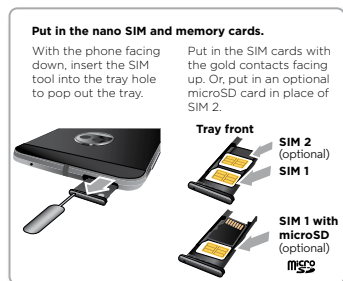 Put in the nano SIM and memory cards.
With the phone facing
down, insert the SIM
tool into the tray hole
to pop out the tray.
Put in the SIM cards with
the gold contacts facing
up. Or, put in an optional
microSD card in place of
SIM 2.
Tray front
SIM 2
(optional)
SIM 1
SIM 1 with
microSD
(optional)
micro
SD